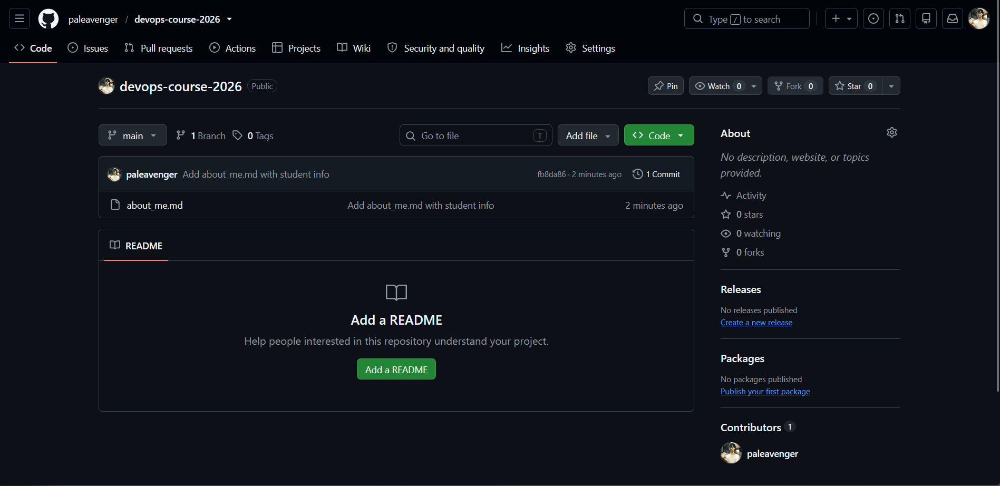 paleavenger / devops-course-2026
Type / to search
Code
Issues
Pull requests
Actions
Projects
Wiki
Security and quality
Insights
Settings
devops-course-2026 Public
Pin
Watch 0
Fork 0
Star 0
main
1 Branch
0 Tags
Go to file T
Add file
Code
paleavenger Add about_me.md with student info
fb8da86 · 2 minutes ago
1 Commit
about_me.md
Add about_me.md with student info
2 minutes ago
README
Add a README
Help people interested in this repository understand your project.
Add a README
About
No description, website, or topics
provided.
Activity
0 stars
0 watching
0 forks
Releases
No releases published
Create a new release
Packages
No packages published
Publish your first package
Contributors 1
paleavenger